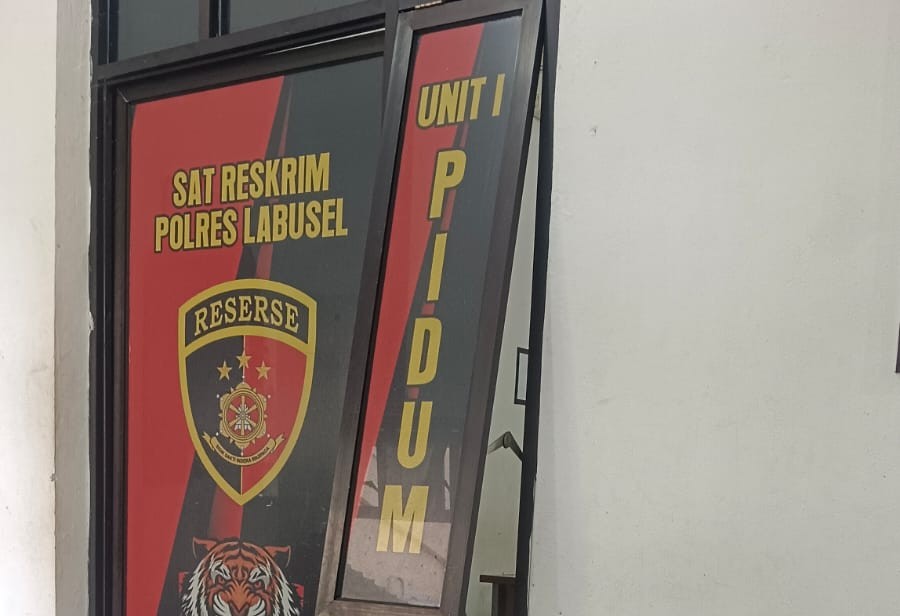 SAT RESKRIM
POLRES LABUSEL
RESERSE
UNIT I
PIDUM